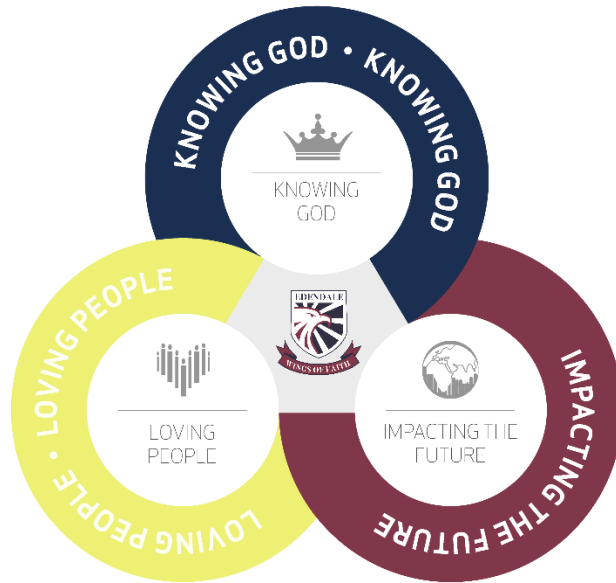 KNOWING GOD • KNOWING GOD
KNOWING
GOD
EDENDALE
WINGS OF FAITH
LOVING PEOPLE • LOVING PEOPLE
LOVING
PEOPLE
IMPACTING THE FUTURE
IMPACTING THE
FUTURE